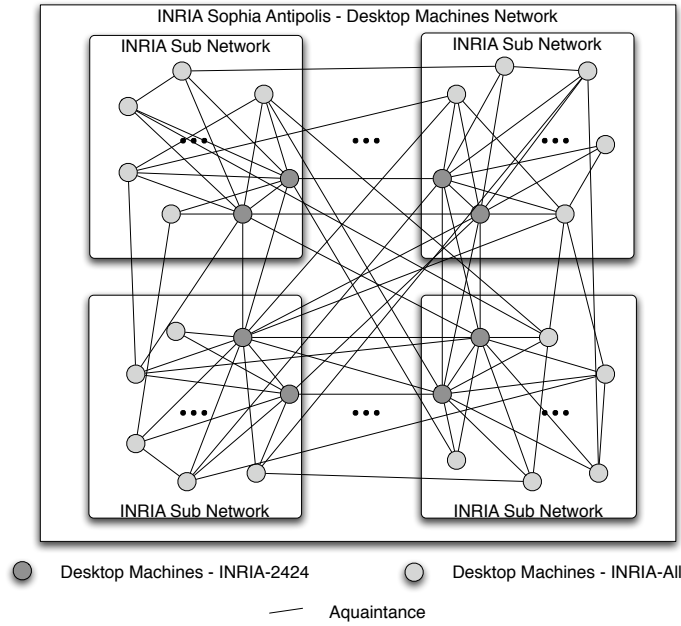 INRIA Sophia Antipolis - Desktop Machines Network
INRIA Sub Network
INRIA Sub Network
INRIA Sub Network
INRIA Sub Network
Desktop Machines - INRIA-2424
Desktop Machines - INRIA-All
Aquaintance